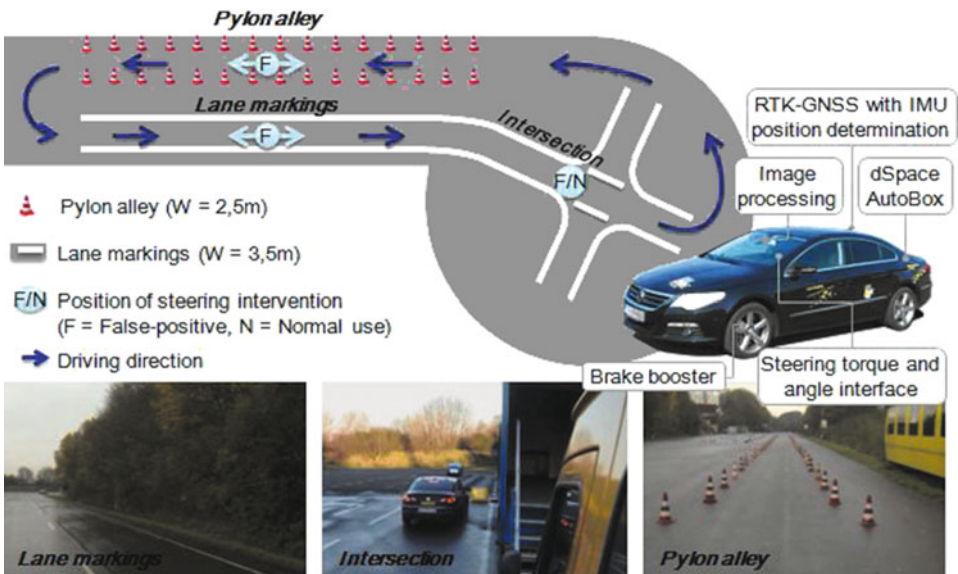 Pylon alley
F
Lane markings
F
Intersection
F/N
RTK-GNSS with IMU
position determination
Image
processing
dSpace
AutoBox
Pylon alley (W = 2,5m)
Lane markings (W = 3,5m)
F/N Position of steering intervention
(F = False-positive, N = Normal use)
Driving direction
Brake booster
Steering torque and
angle interface
Lane markings
Intersection
Pylon alley